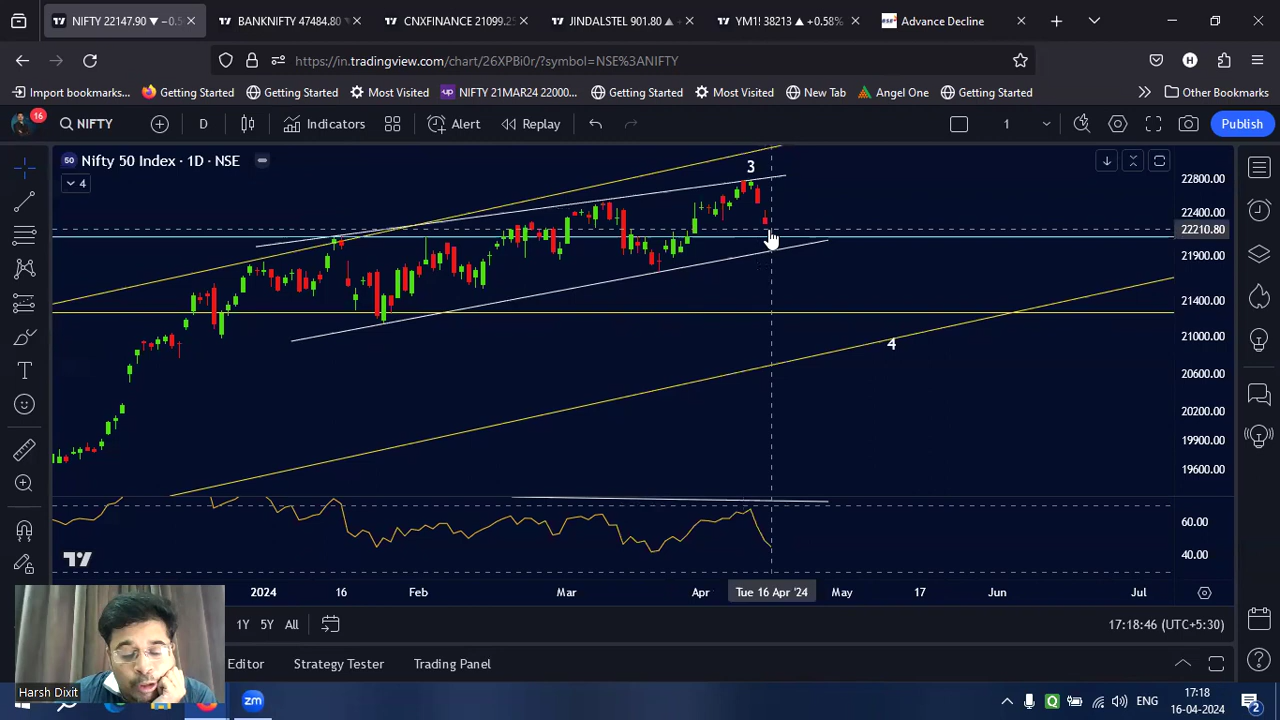 NIFTY 22147.90 ▼ −0.5
BANKNIFTY 47484.80 ▼
CNXFINANCE 21099.25
JINDALSTEL 901.80 ▲
YM1! 38213 ▲ +0.58%
Advance Decline
https://in.tradingview.com/chart/26XPBi0r/?symbol=NSE%3ANIFTY
Import bookmarks...
Getting Started
Getting Started
Most Visited
NIFTY 21MAR24 22000...
Getting Started
Most Visited
New Tab
Angel One
Getting Started
Other Bookmarks
16
NIFTY
D
Indicators
Alert
Replay
1
Publish
50 Nifty 50 Index · 1D · NSE
4
3
4
22800.00
22400.00
22210.80
21900.00
21400.00
21000.00
20600.00
20200.00
19900.00
19600.00
60.00
40.00
2024
16
Feb
Mar
Apr
Tue 16 Apr '24
May
17
Jun
Jul
1Y
5Y
All
17:18:46 (UTC+5:30)
Editor
Strategy Tester
Trading Panel
Harsh Dixit
zm
ENG
17:18
16-04-2024
2